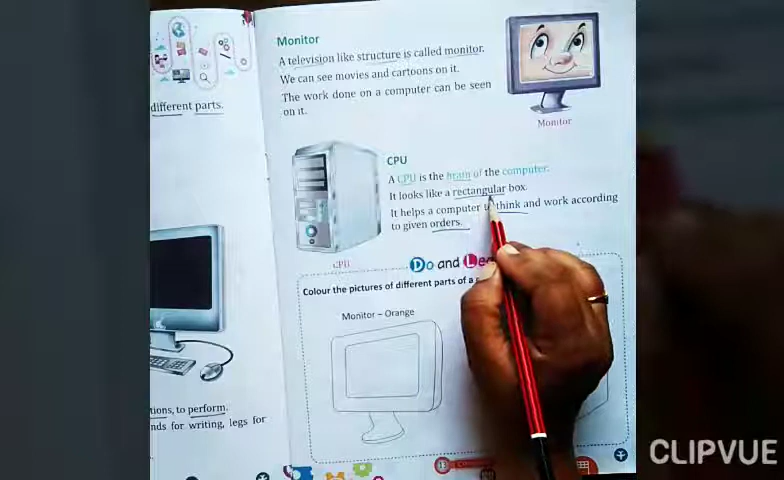 different parts.
Monitor
A television like structure is called monitor.
We can see movies and cartoons on it.
The work done on a computer can be seen
on it.
Monitor
CPU
A CPU is the brain of the computer.
It looks like a rectangular box.
It helps a computer think and work according
to given orders.
CPU
Do and
Colour the pictures of different parts of a
Monitor – Orange
tions, to perform.
nds for writing, legs for
13
CLIPVUE